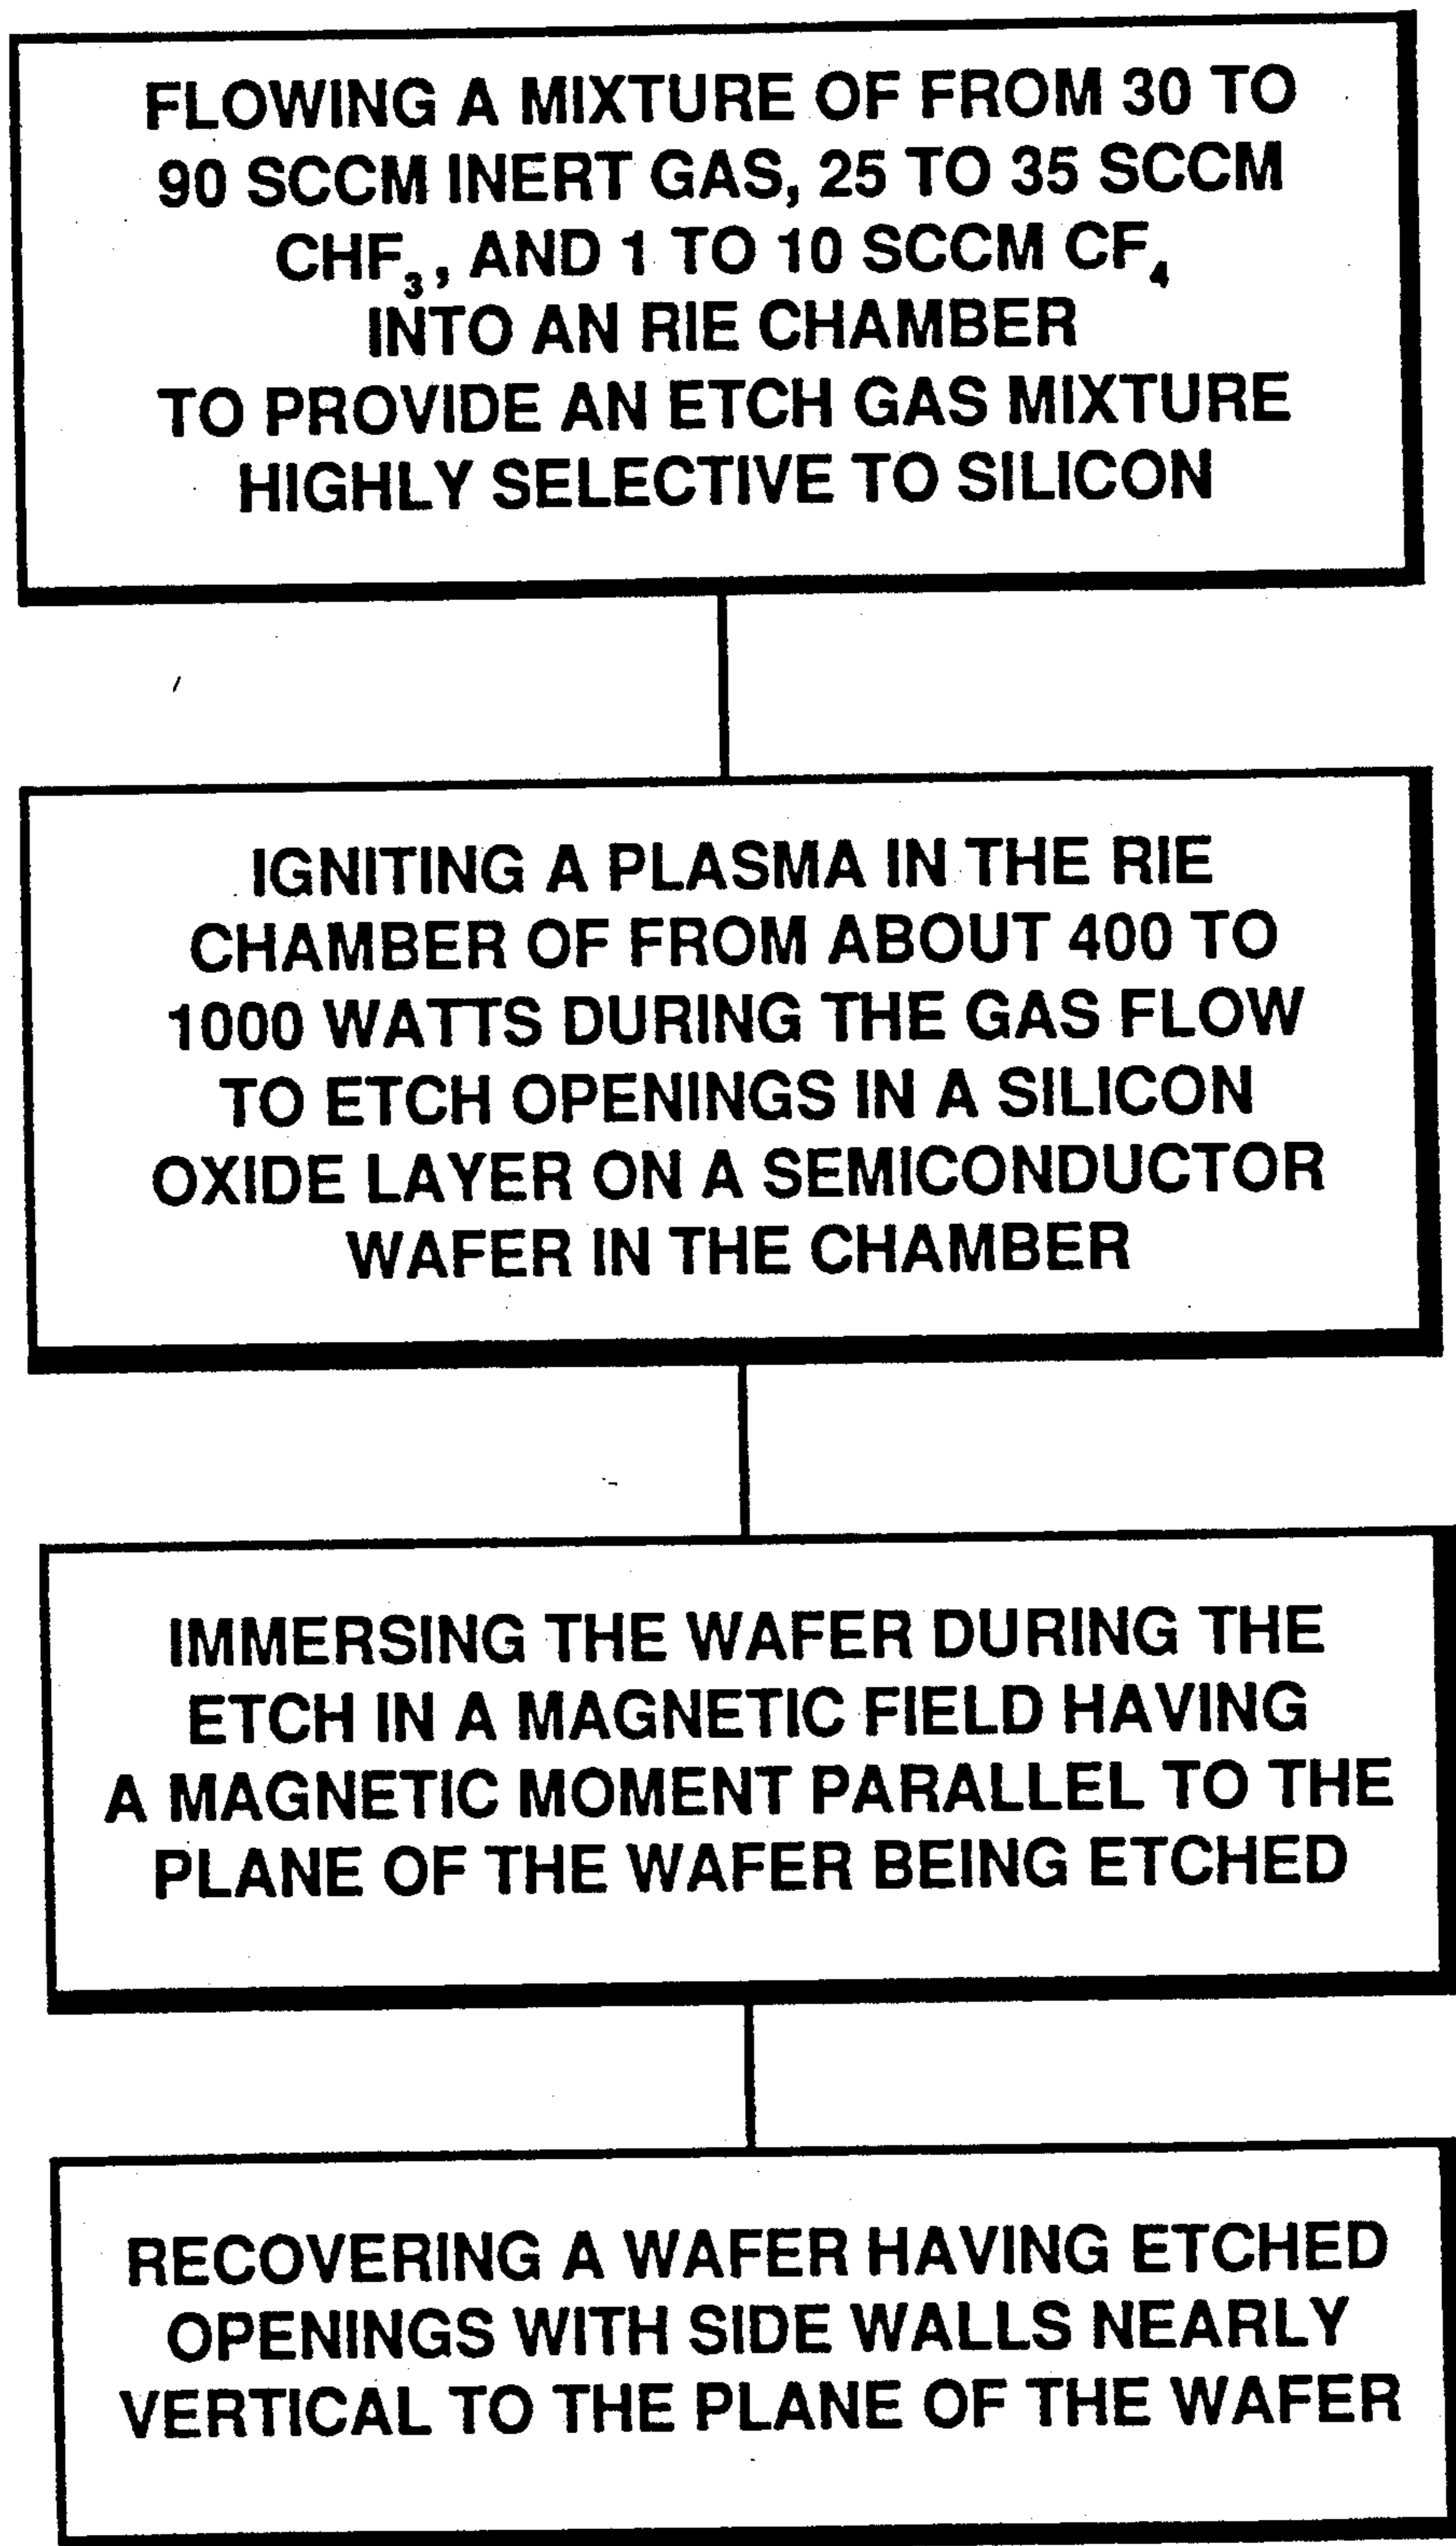 FLOWING A MIXTURE OF FROM 30 TO
90 SCCM INERT GAS, 25 TO 35 SCCM
CHF₃, AND 1 TO 10 SCCM CF₄
INTO AN RIE CHAMBER
TO PROVIDE AN ETCH GAS MIXTURE
HIGHLY SELECTIVE TO SILICON
IGNITING A PLASMA IN THE RIE
CHAMBER OF FROM ABOUT 400 TO
1000 WATTS DURING THE GAS FLOW
TO ETCH OPENINGS IN A SILICON
OXIDE LAYER ON A SEMICONDUCTOR
WAFER IN THE CHAMBER
IMMERSING THE WAFER DURING THE
ETCH IN A MAGNETIC FIELD HAVING
A MAGNETIC MOMENT PARALLEL TO THE
PLANE OF THE WAFER BEING ETCHED
RECOVERING A WAFER HAVING ETCHED
OPENINGS WITH SIDE WALLS NEARLY
VERTICAL TO THE PLANE OF THE WAFER